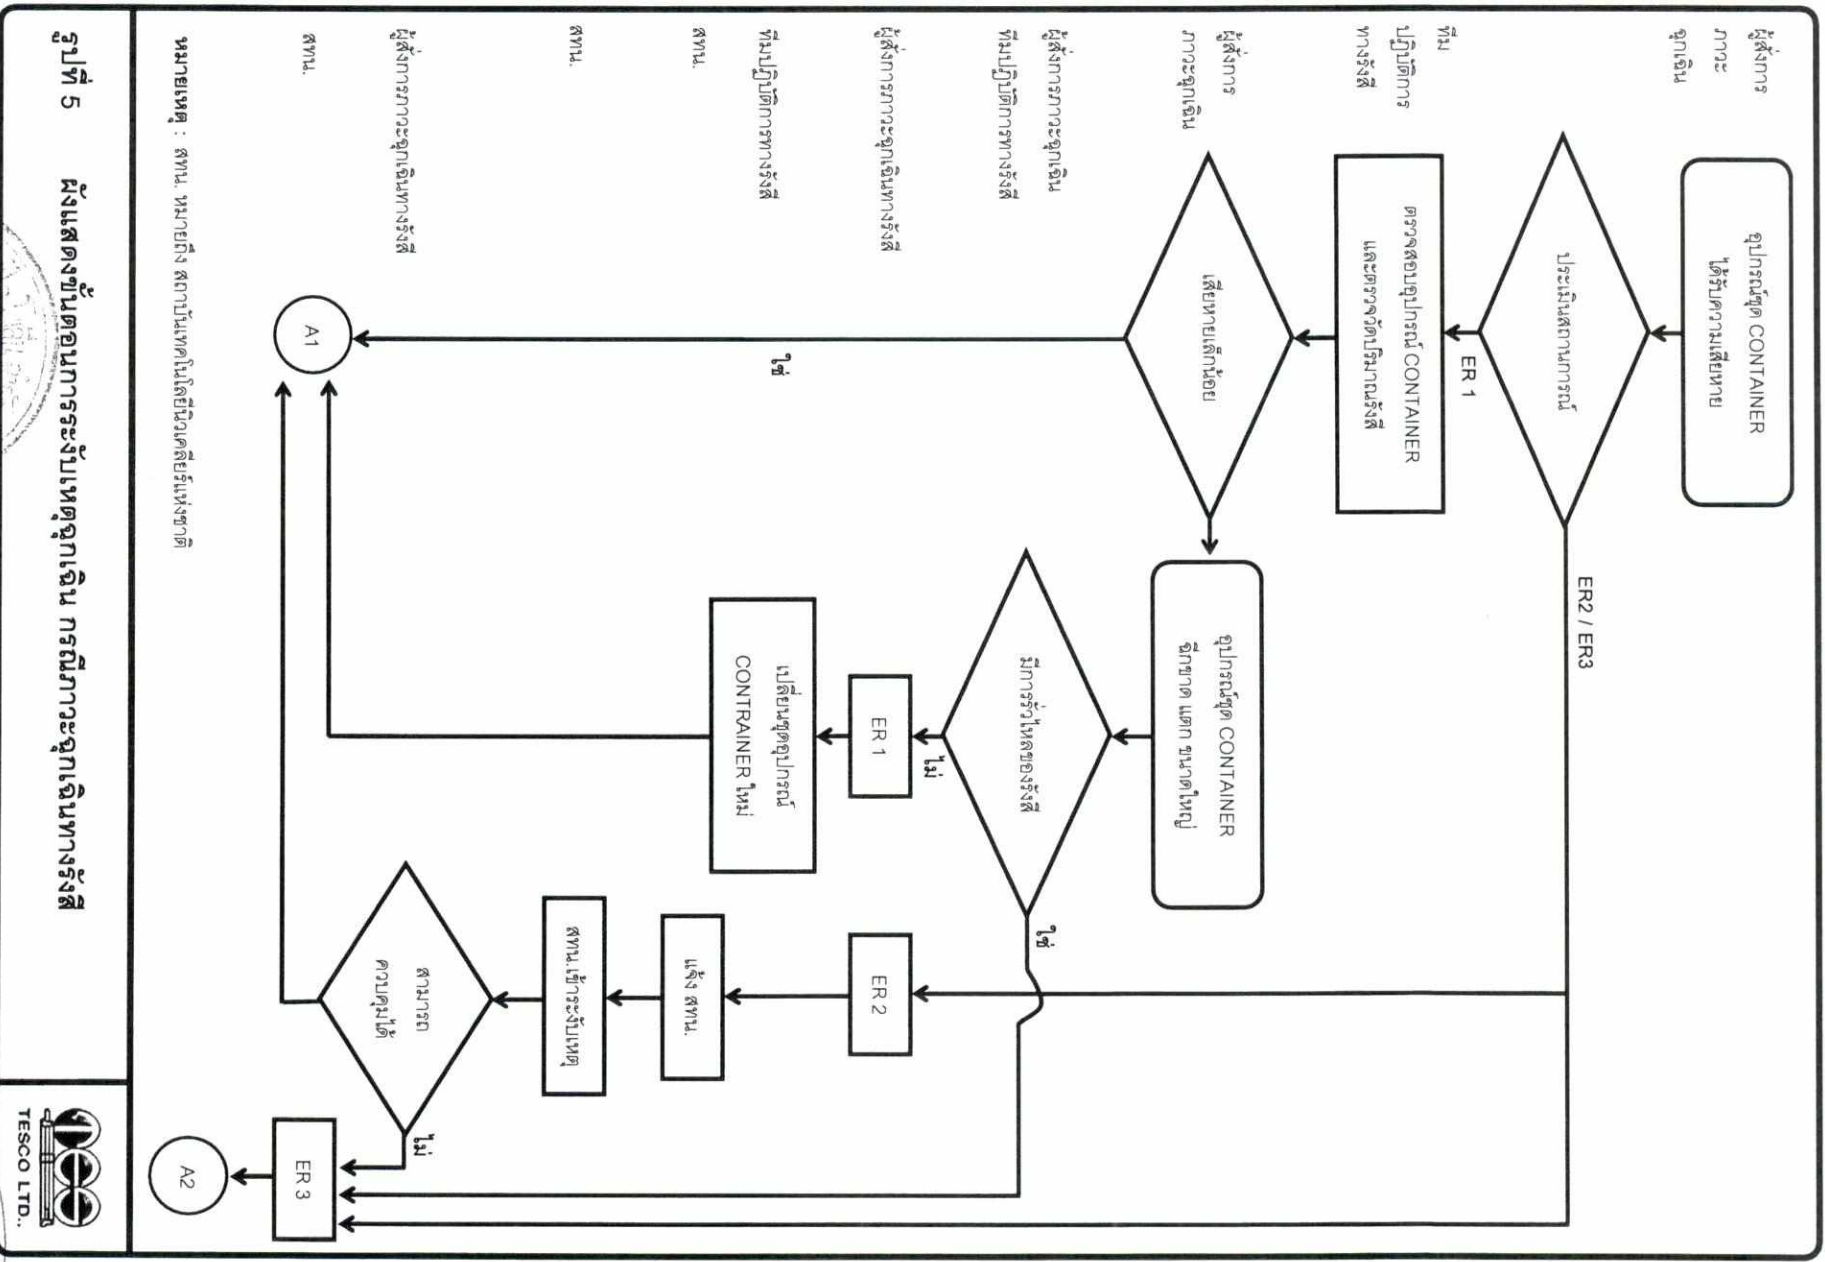 ผู้สั่งการ
ภาวะ
ฉุกเฉิน
อุปกรณ์ชุด CONTAINER
ได้รับความเสียหาย
ประเมินสถานการณ์
ER 1
ER2 / ER3
ทีม
ปฏิบัติการ
ทางรังสี
ตรวจสอบอุปกรณ์ CONTAINER
และตรวจวัดปริมาณรังสี
ผู้สั่งการ
ภาวะฉุกเฉิน
เสียหายเล็กน้อย
อุปกรณ์ชุด CONTAINER
ฉีกขาด แตก ขนาดใหญ่
ผู้สั่งการภาวะฉุกเฉิน
ทีมปฏิบัติการทางรังสี
มีการรั่วไหลของรังสี
ใช่
ไม่
ผู้สั่งการภาวะฉุกเฉินทางรังสี
ER 1
ER 2
ทีมปฏิบัติการทางรังสี
ใช่
เปลี่ยนชุดอุปกรณ์
CONTRAINER ใหม่
สทน.
แจ้ง สทน.
สทน.
สทน.เข้าระงับเหตุ
ผู้สั่งการภาวะฉุกเฉินทางรังสี
สามารถ
ควบคุมได้
ไม่
สทน.
A1
ER 3
A2
หมายเหตุ : สทน. หมายถึง สถาบันเทคโนโลยีนิวเคลียร์แห่งชาติ
รูปที่ 5 ผังแสดงขั้นตอนการระงับเหตุฉุกเฉิน กรณีภาวะฉุกเฉินทางรังสี
TESCO LTD.,